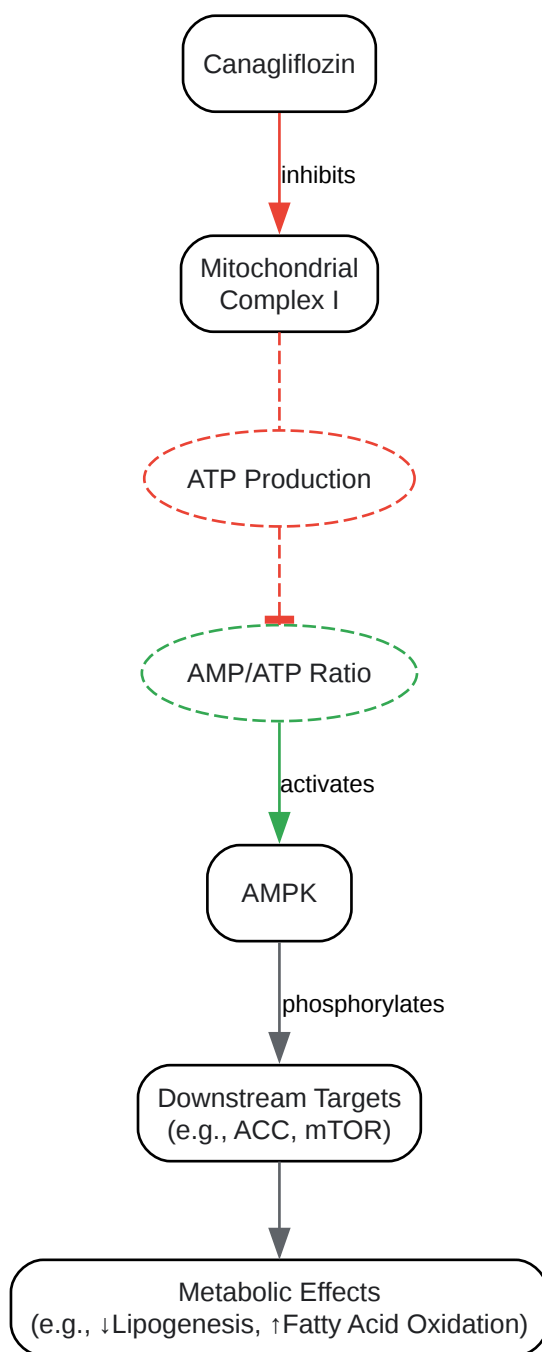 Canagliflozin
inhibits
Mitochondrial
Complex I
ATP Production
AMP/ATP Ratio
activates
AMPK
phosphorylates
Downstream Targets
(e.g., ACC, mTOR)
Metabolic Effects
(e.g., ↓Lipogenesis, ↑Fatty Acid Oxidation)